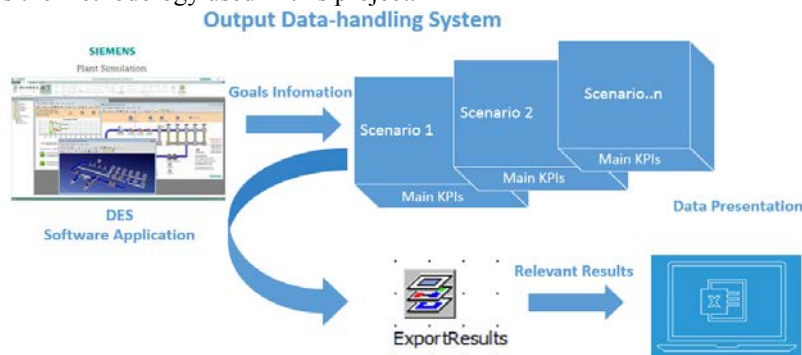 Output Data-handling System
SIEMENS
Plant Simulation
Goals Infomation
Scenario 1
Scenario 2
Scenario..n
Main KPIs
Main KPIs
Main KPIs
DES
Software Application
Data Presentation
Relevant Results
ExportResults